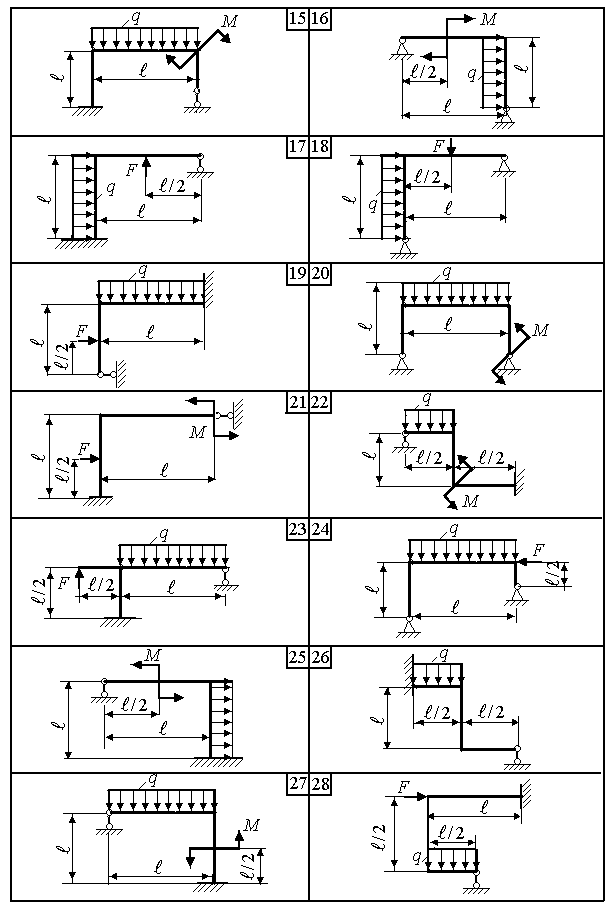 q M 15 16 M
ℓ ℓ ℓ/2 q ℓ
ℓ
17 18 F
ℓ q F ℓ/2 ℓ q ℓ/2
ℓ ℓ
q 19 20 q
ℓ F ℓ ℓ ℓ M
ℓ/2
21 22 q
M ℓ/2 ℓ/2
ℓ F ℓ
ℓ/2 ℓ M
q 23 24 q
F ℓ/2 ℓ F
ℓ/2 ℓ ℓ/2
ℓ
M 25 26 q
ℓ ℓ/2 ℓ ℓ/2 ℓ/2
ℓ
q 27 28 F
M ℓ
ℓ ℓ/2 ℓ/2
ℓ ℓ/2 q